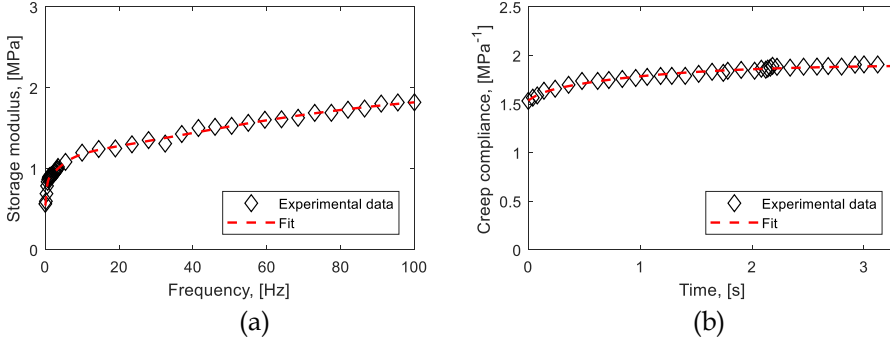 3
2
1
0
Storage modulus, [MPa]
0
20
40
60
80
100
Frequency, [Hz]
Experimental data
Fit
(a)
2.5
2
1.5
1
0.5
0
Creep compliance, [MPa-1]
0
1
2
3
Time, [s]
Experimental data
Fit
(b)